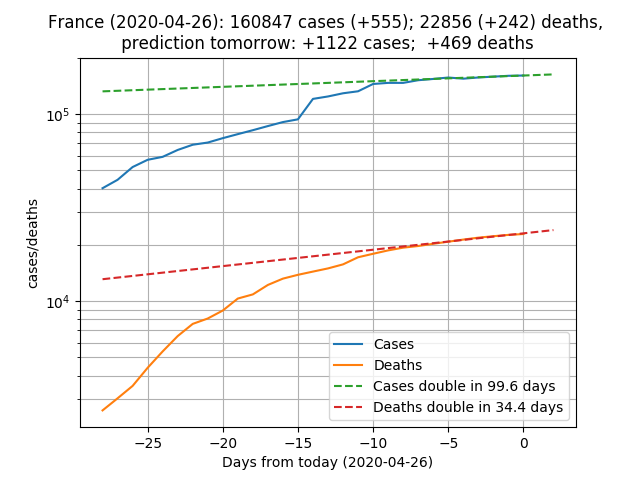 France (2020-04-26): 160847 cases (+555); 22856 (+242) deaths,
prediction tomorrow: +1122 cases;  +469 deaths
10^5
10^4
cases/deaths
Cases
Deaths
Cases double in 99.6 days
Deaths double in 34.4 days
−25 −20 −15 −10 −5 0
Days from today (2020-04-26)